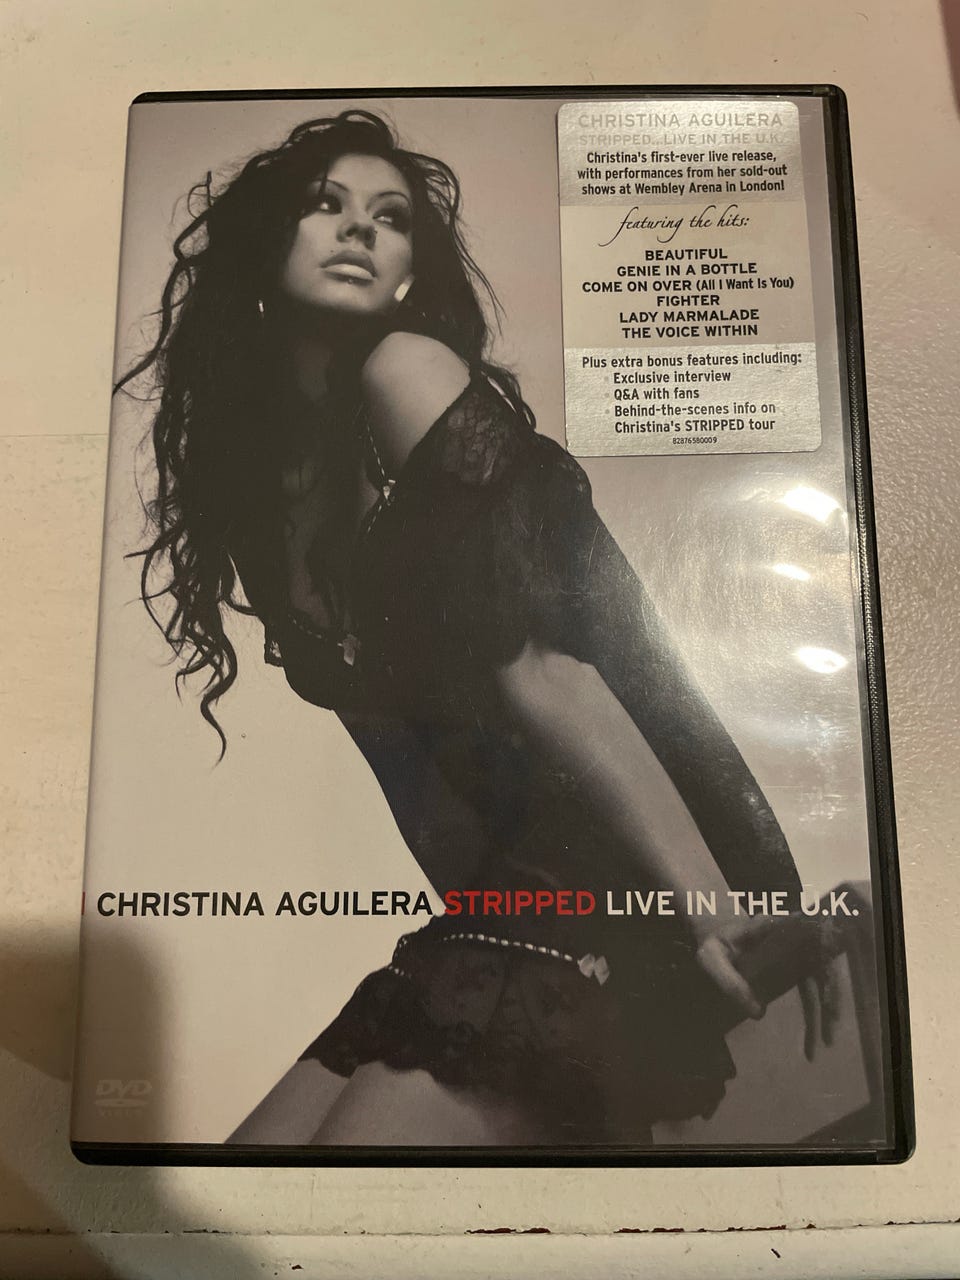 CHRISTINA AGUILERA
STRIPPED...LIVE IN THE U.K.
Christina's first-ever live release,
with performances from her sold-out
shows at Wembley Arena in London!
featuring the hits:
BEAUTIFUL
GENIE IN A BOTTLE
COME ON OVER (All I Want Is You)
FIGHTER
LADY MARMALADE
THE VOICE WITHIN
Plus extra bonus features including:
Exclusive interview
Q&A with fans
Behind-the-scenes info on
Christina's STRIPPED tour
82876580009
CHRISTINA AGUILERA STRIPPED LIVE IN THE U.K.
DVD
VIDEO